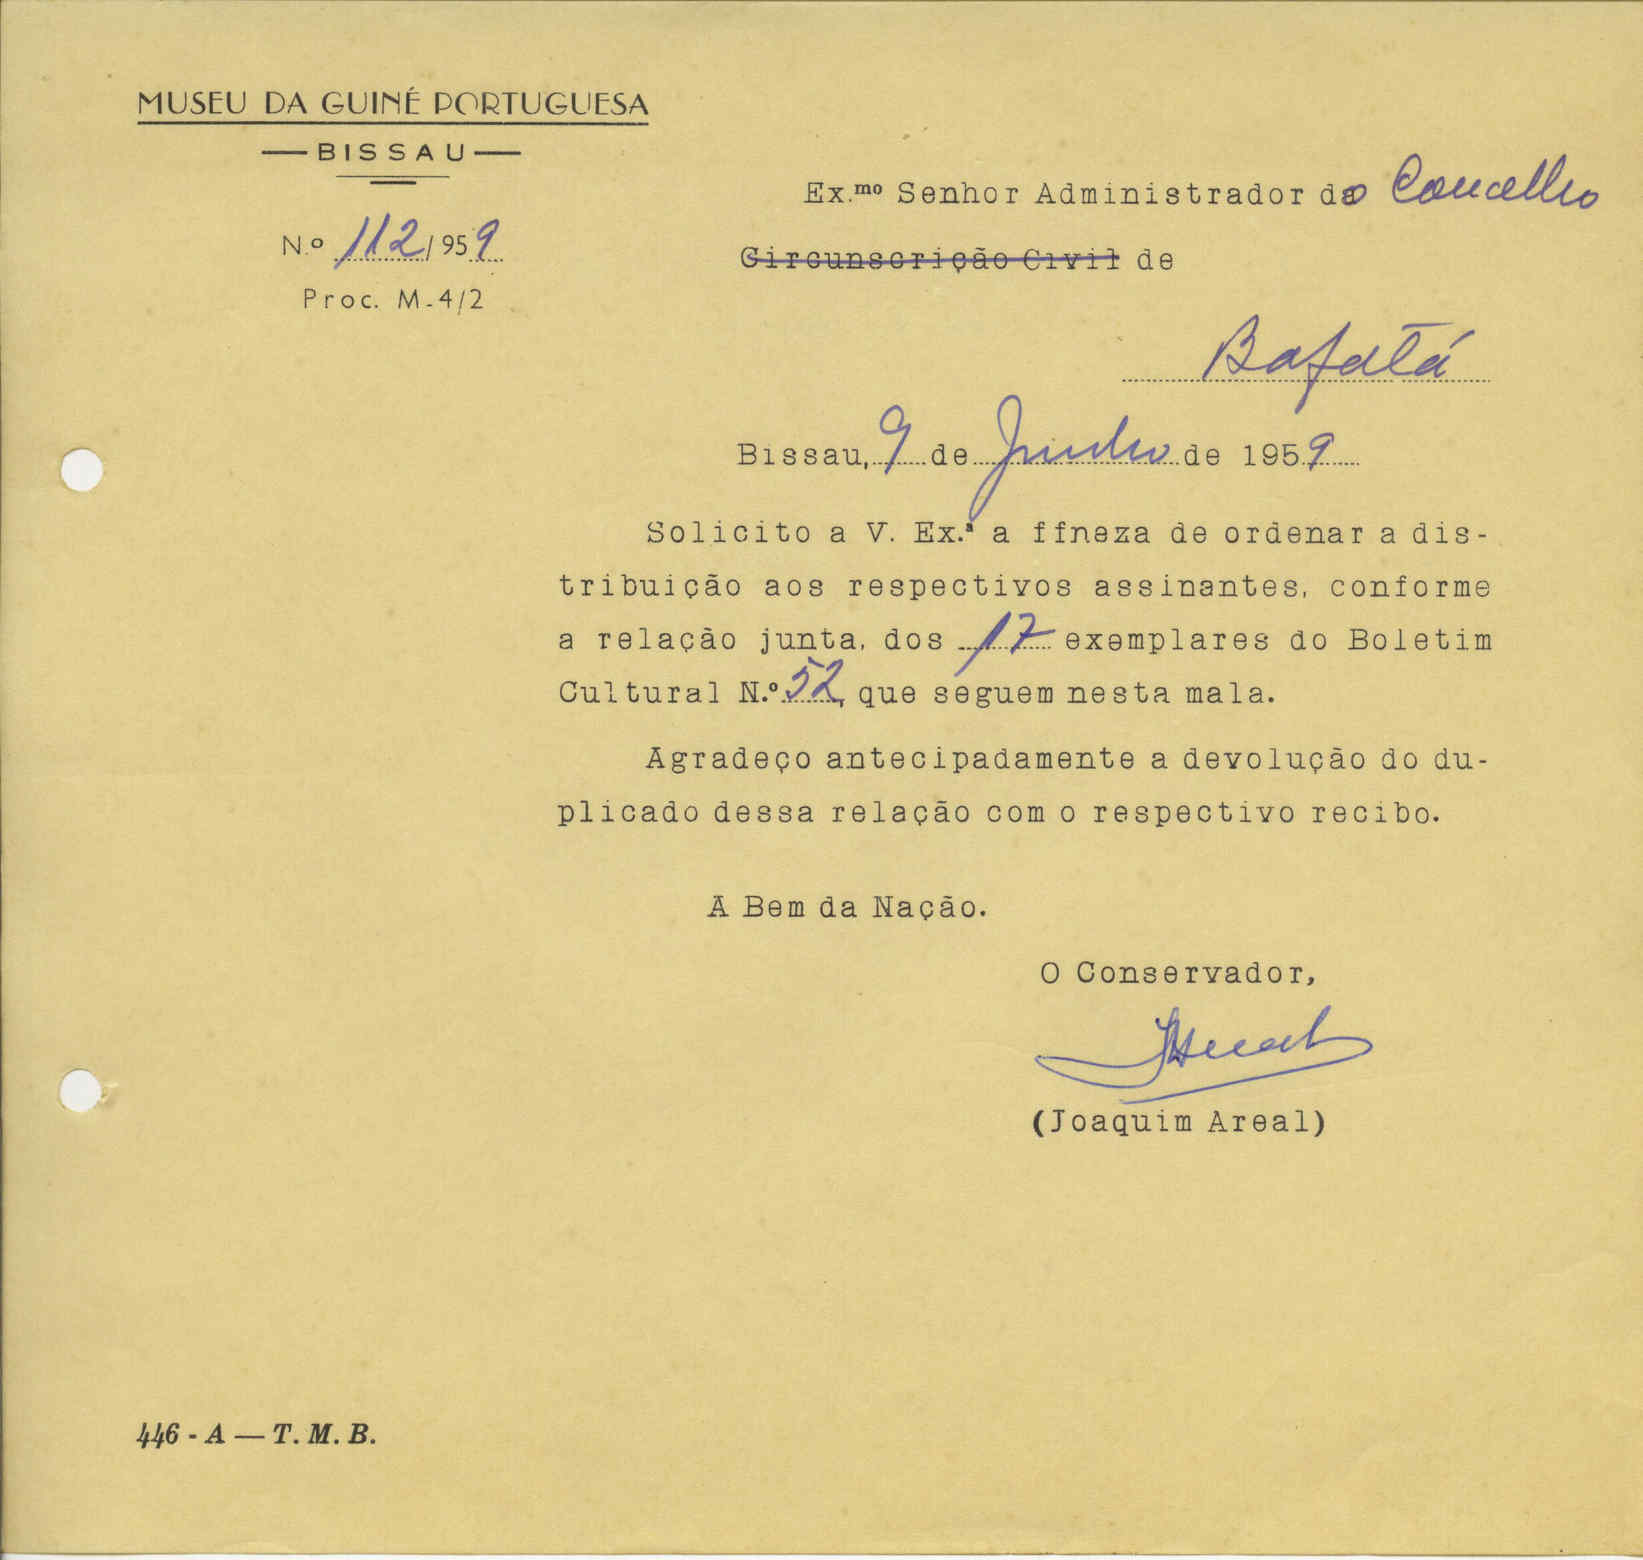 MUSEU DA GUINÉ PORTUGUESA
— BISSAU —
N.º 112/959
Proc. M-4/2
Ex.mo Senhor Administrador do Concelho
Circunscrição Civil de
Bafatá
Bissau, 9 de Junho de 1959
Solicito a V. Ex.ª a fineza de ordenar a dis-
tribuição aos respectivos assinantes, conforme
a relação junta, dos 17 exemplares do Boletim
Cultural N.º 52, que seguem nesta mala.
Agradeço antecipadamente a devolução do du-
plicado dessa relação com o respectivo recibo.
A Bem da Nação.
O Conservador,
(Joaquim Areal)
446 - A — T. M. B.